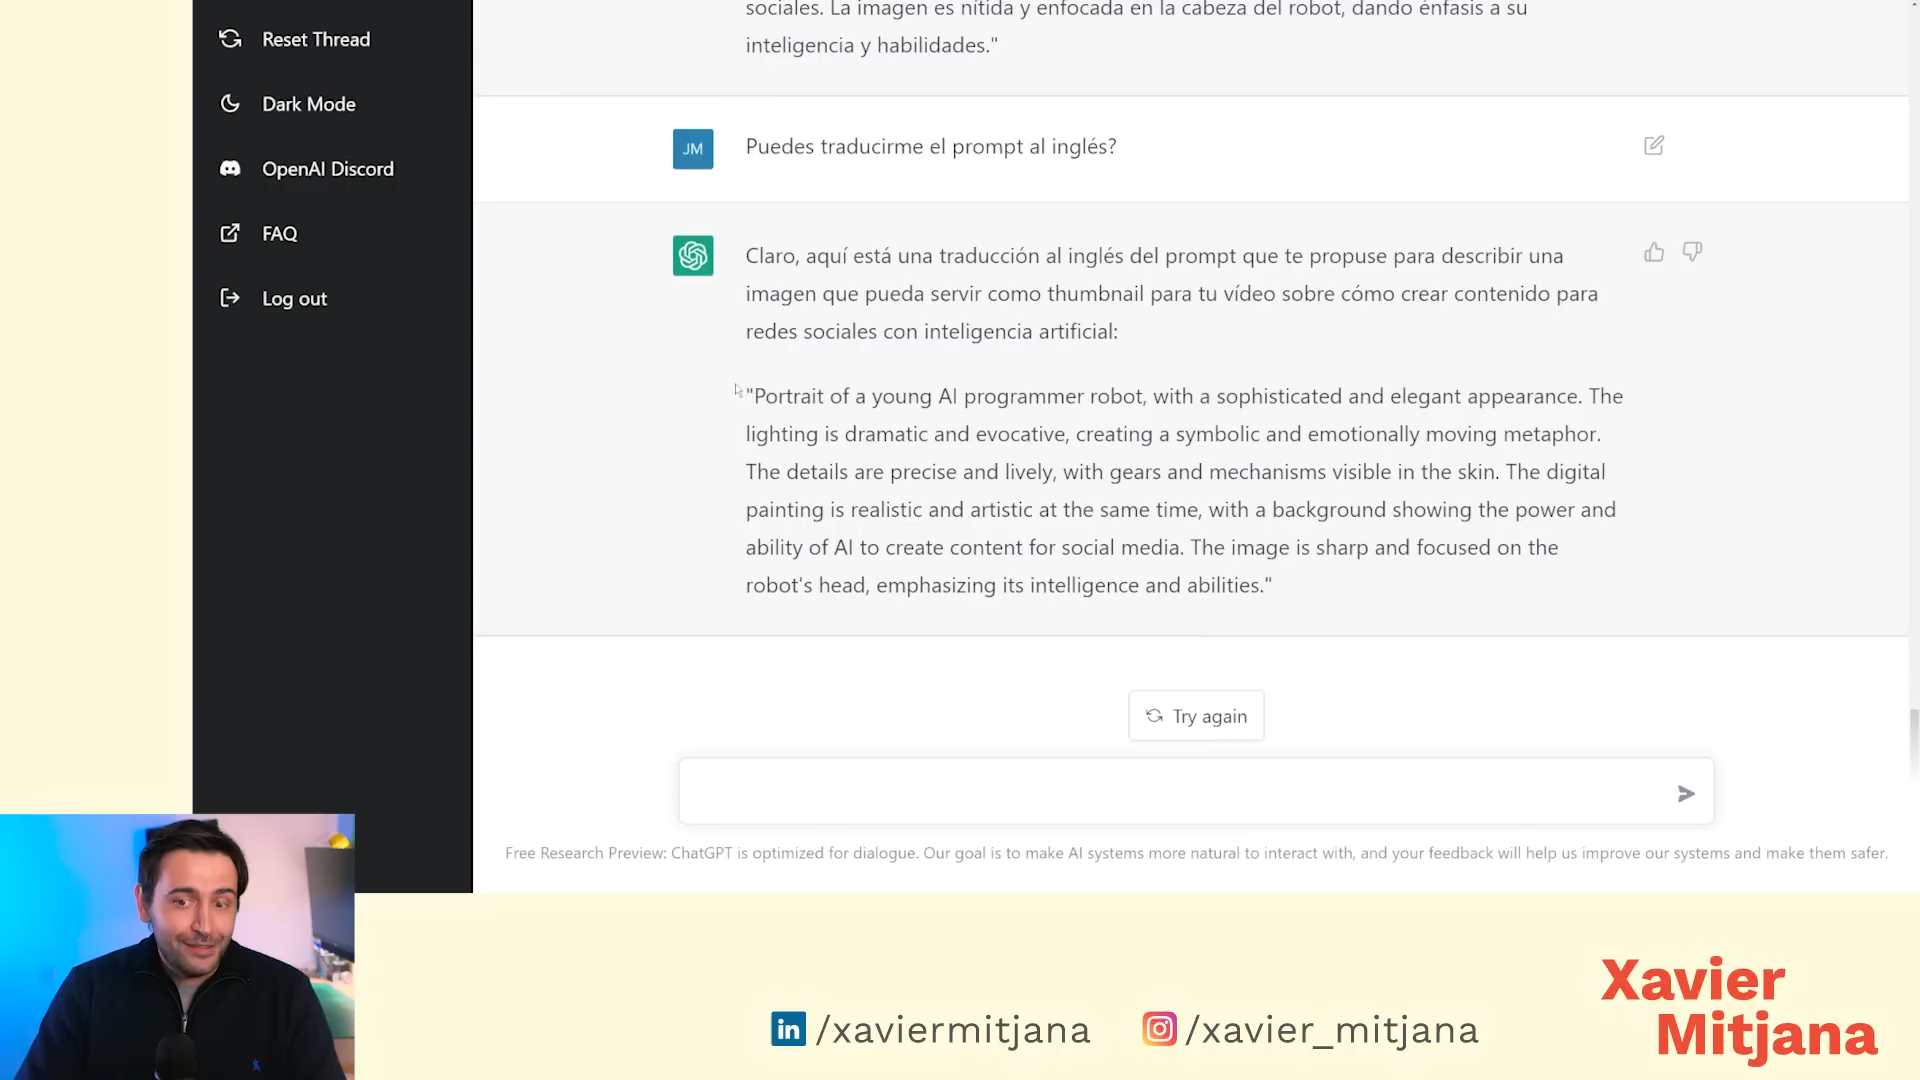 sociales. La imagen es nítida y enfocada en la cabeza del robot, dando énfasis a su
inteligencia y habilidades."
Reset Thread
Dark Mode
OpenAI Discord
FAQ
Log out
JM
Puedes traducirme el prompt al inglés?
Claro, aquí está una traducción al inglés del prompt que te propuse para describir una
imagen que pueda servir como thumbnail para tu vídeo sobre cómo crear contenido para
redes sociales con inteligencia artificial:
"Portrait of a young AI programmer robot, with a sophisticated and elegant appearance. The
lighting is dramatic and evocative, creating a symbolic and emotionally moving metaphor.
The details are precise and lively, with gears and mechanisms visible in the skin. The digital
painting is realistic and artistic at the same time, with a background showing the power and
ability of AI to create content for social media. The image is sharp and focused on the
robot's head, emphasizing its intelligence and abilities."
Try again
Free Research Preview: ChatGPT is optimized for dialogue. Our goal is to make AI systems more natural to interact with, and your feedback will help us improve our systems and make them safer.
in /xaviermitjana
/xavier_mitjana
Xavier
Mitjana